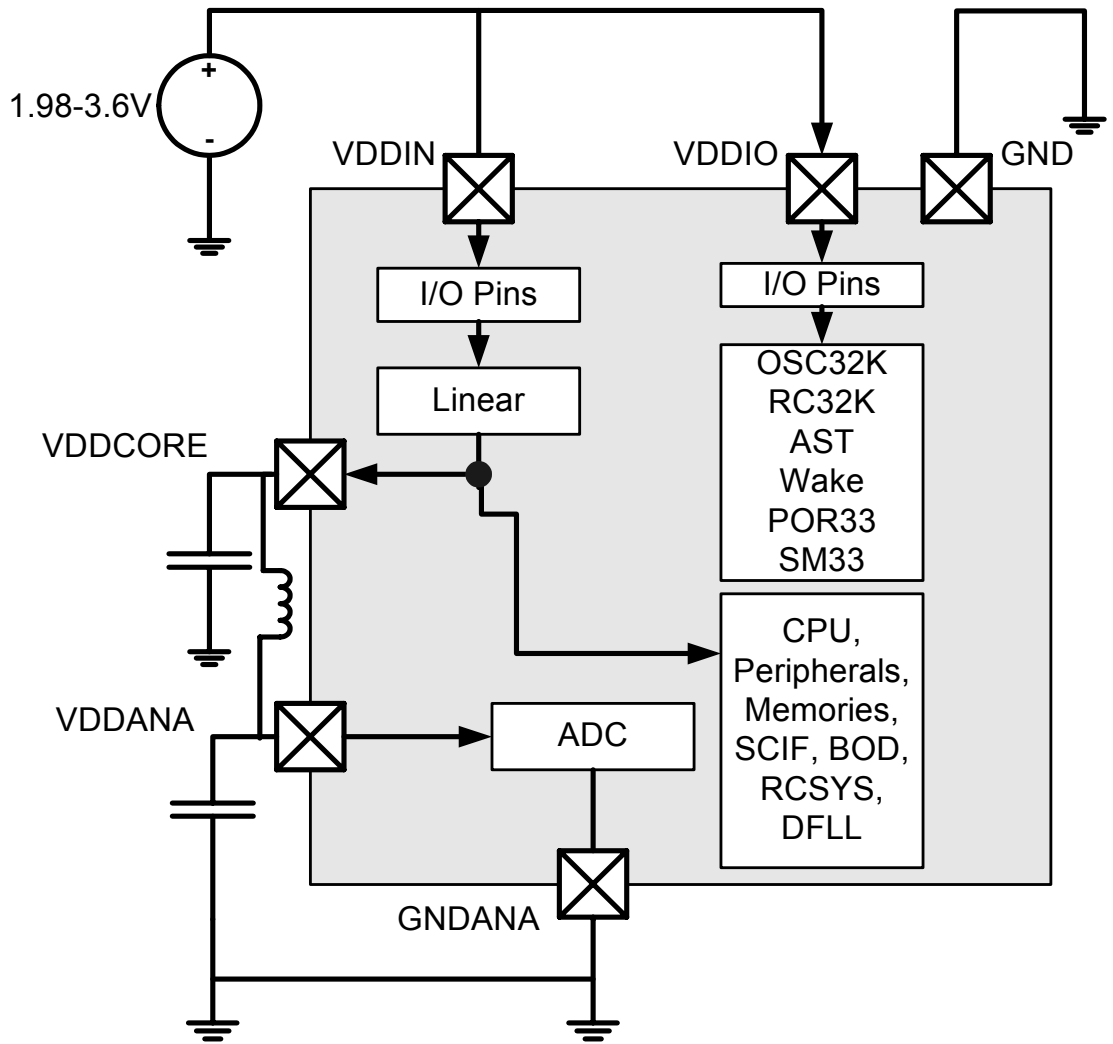 +
1.98-3.6V
-
VDDIN
VDDIO
GND
I/O Pins
I/O Pins
Linear
OSC32K
RC32K
AST
Wake
POR33
SM33
VDDCORE
CPU,
Peripherals,
Memories,
SCIF, BOD,
RCSYS,
DFLL
VDDANA
ADC
GNDANA